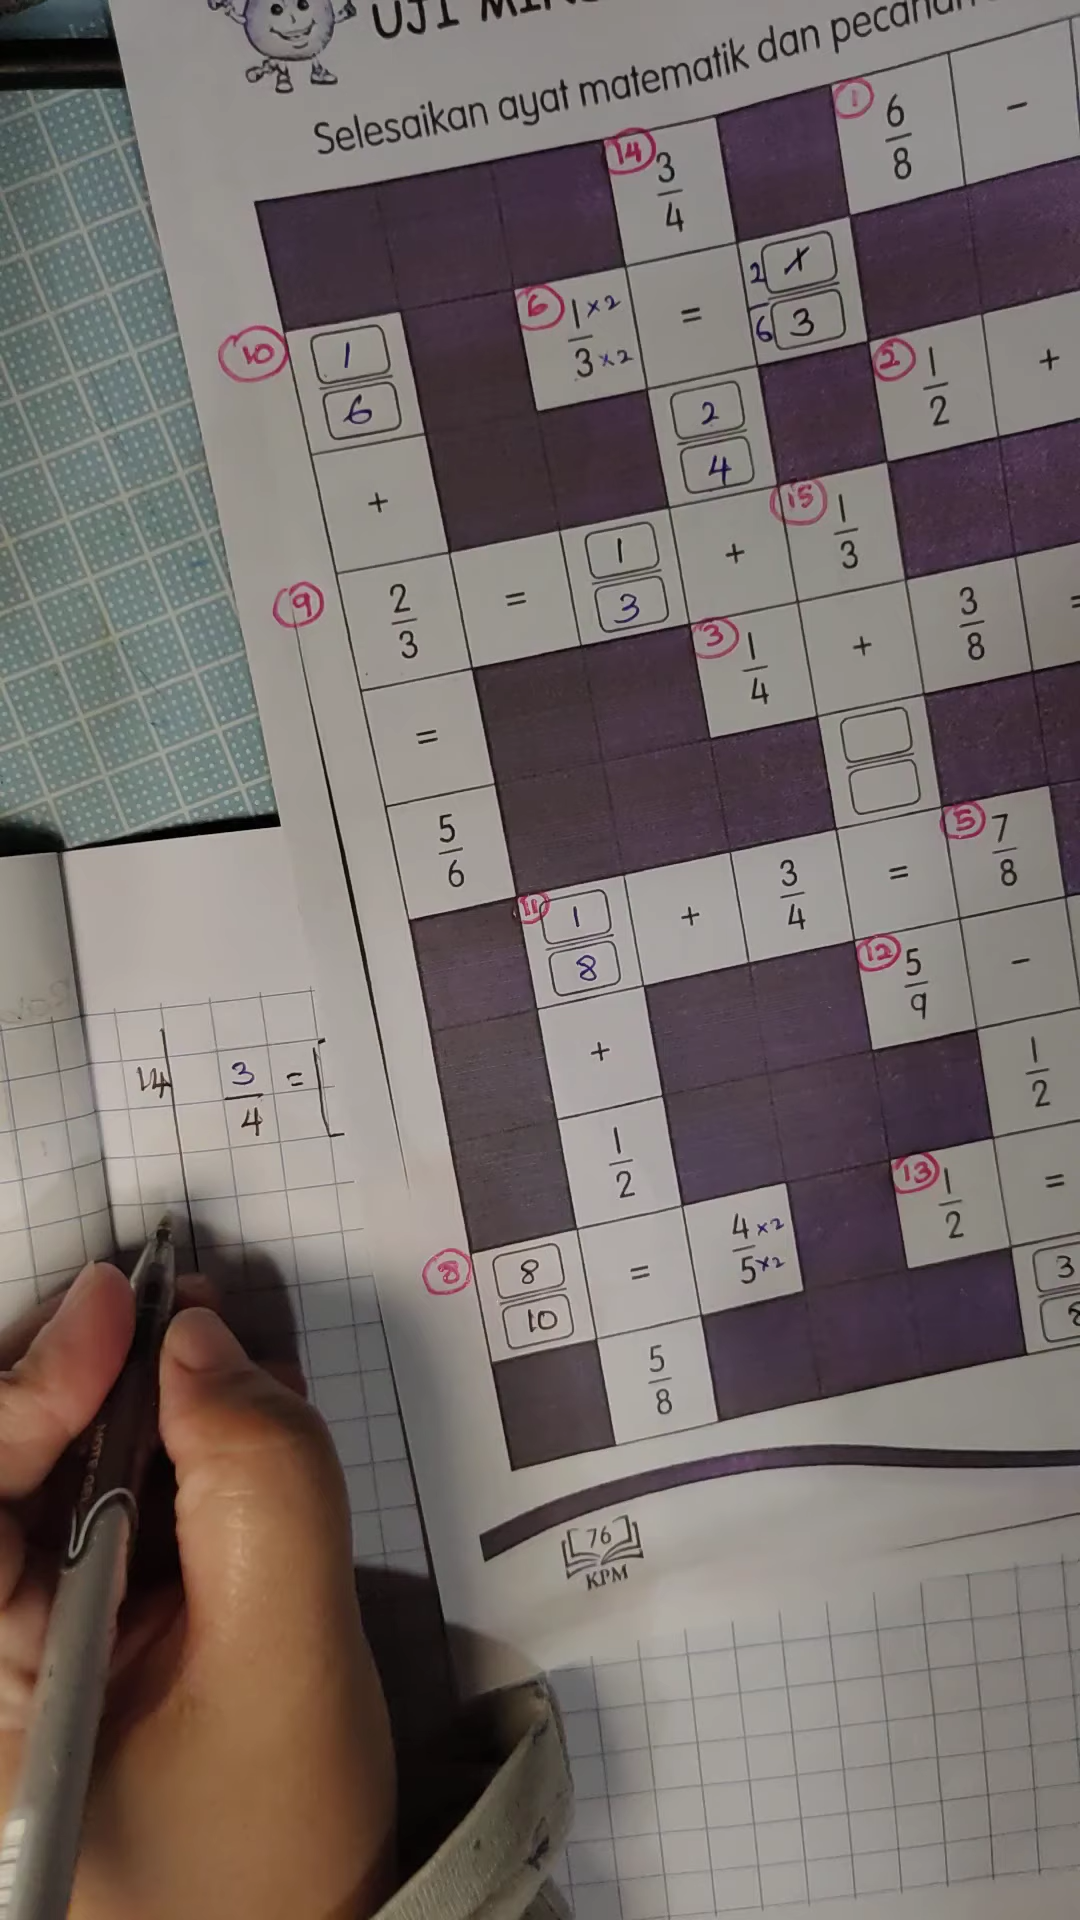 UJI MIN
Selesaikan ayat matematik dan pecahan
14 3/4
1 6/8 -
6 1/3 ×2 ×2 = 2/6 1 3
10 1/6
2/4
2 1/2 +
+
9 2/3 = 1/3 + 15 1/3
3 1/4 + 3/8 =
=
5/6
11 1/8 + 3/4 = 5 7/8
12 5/9 -
+
1/2
1/2
13 1/2 =
8 8/10 = 4/5 ×2 ×2
3/8
5/8
76
KPM
14 3/4 = [